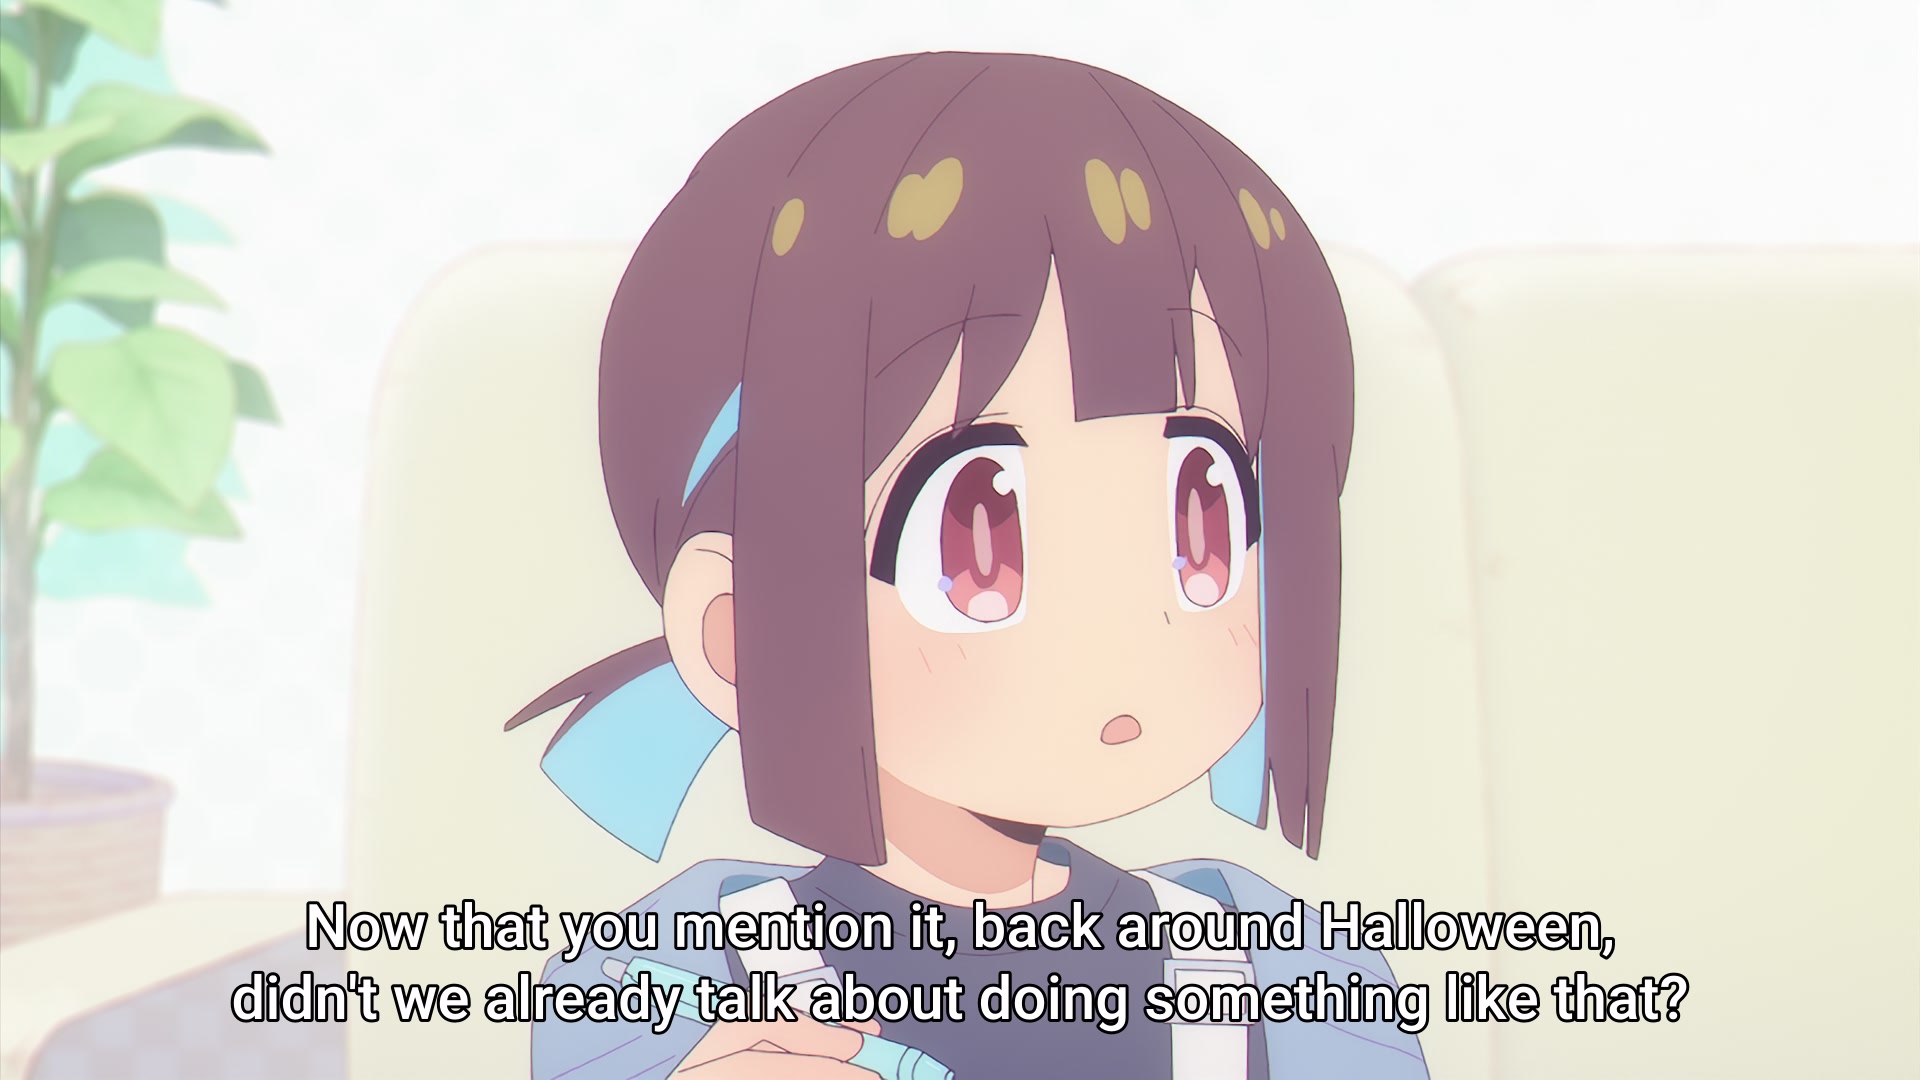 Now that you mention it, back around Halloween,
didn't we already talk about doing something like that?